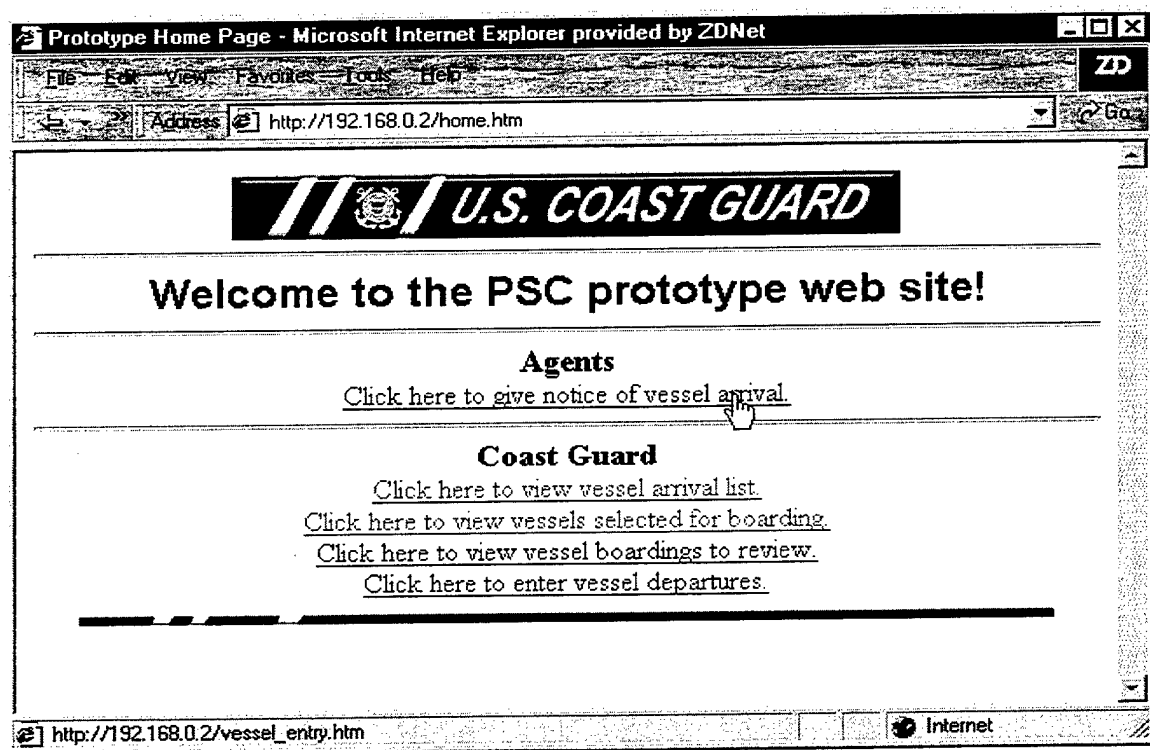 Prototype Home Page - Microsoft Internet Explorer provided by ZDNet
File Edit View Favorites Tools Help
ZD
Address http://192.168.0.2/home.htm Go
U.S. COAST GUARD
Welcome to the PSC prototype web site!
Agents
Click here to give notice of vessel arrival.
Coast Guard
Click here to view vessel arrival list.
Click here to view vessels selected for boarding.
Click here to view vessel boardings to review.
Click here to enter vessel departures.
http://192.168.0.2/vessel_entry.htm
Internet